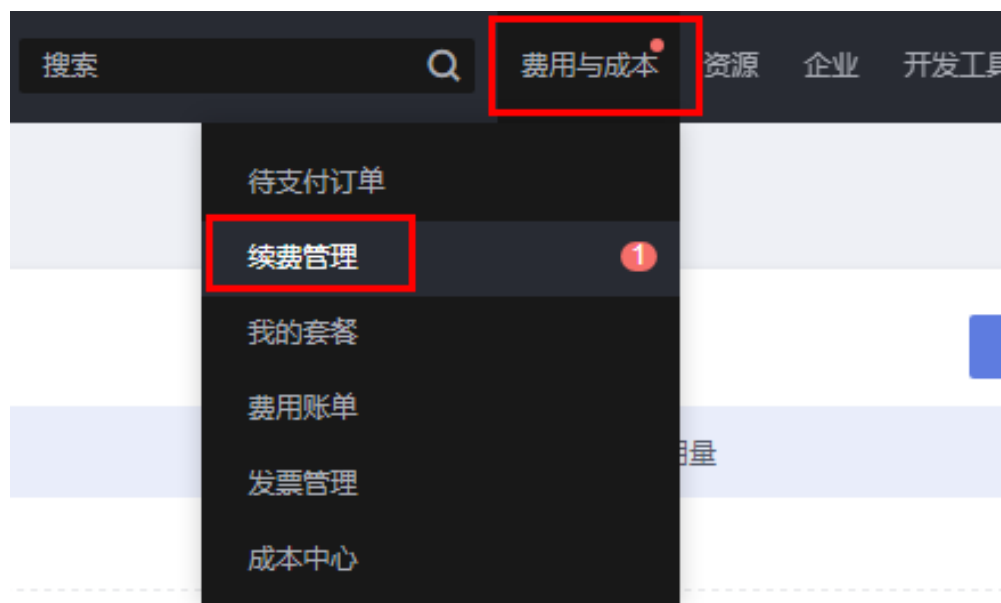 搜索 费用与成本 资源 企业 开发工具
待支付订单
续费管理 1
我的套餐
费用账单
量
发票管理
成本中心